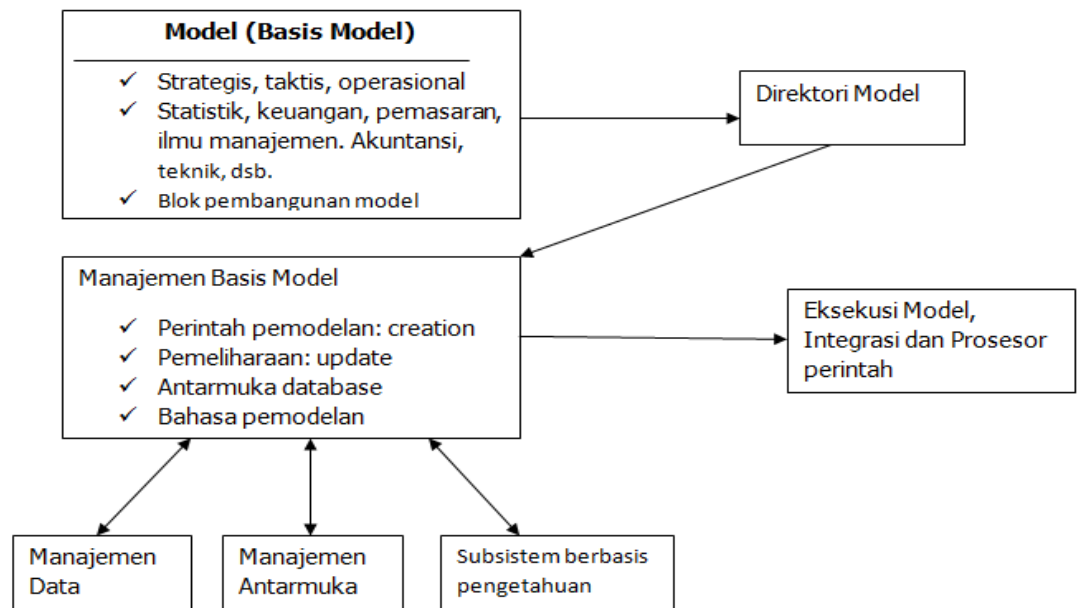 Model (Basis Model)
✓ Strategis, taktis, operasional
✓ Statistik, keuangan, pemasaran,
ilmu manajemen. Akuntansi,
teknik, dsb.
✓ Blok pembangunan model
Direktori Model
Manajemen Basis Model
✓ Perintah pemodelan: creation
✓ Pemeliharaan: update
✓ Antarmuka database
✓ Bahasa pemodelan
Eksekusi Model,
Integrasi dan Prosesor
perintah
Manajemen
Data
Manajemen
Antarmuka
Subsistem berbasis
pengetahuan